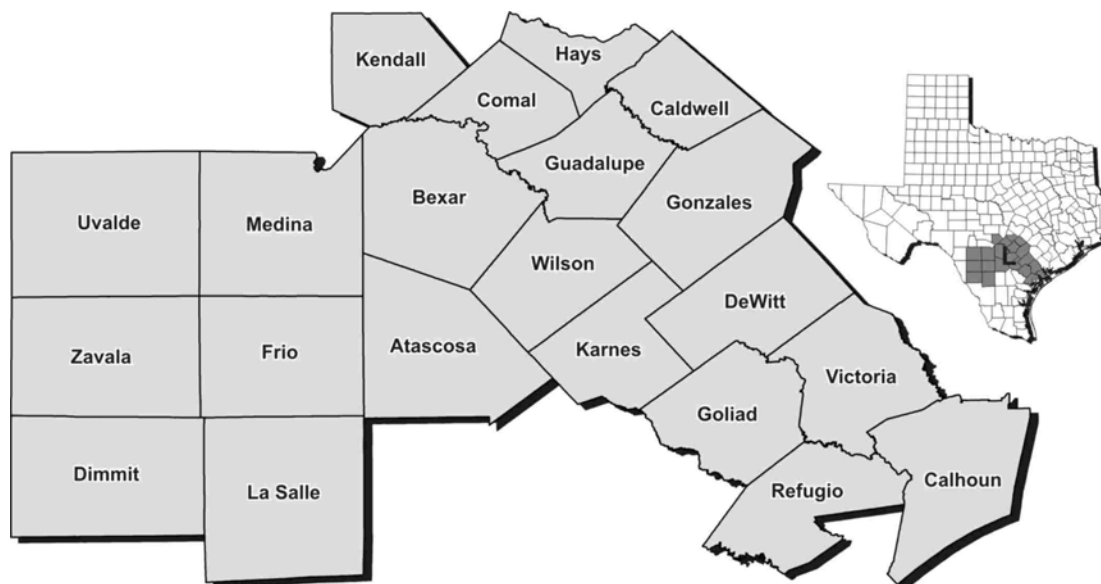 Kendall
Hays
Comal
Caldwell
Guadalupe
Bexar
Uvalde
Medina
Gonzales
Wilson
DeWitt
Zavala
Frio
Atascosa
Karnes
Victoria
Goliad
Dimmit
La Salle
Refugio
Calhoun
L